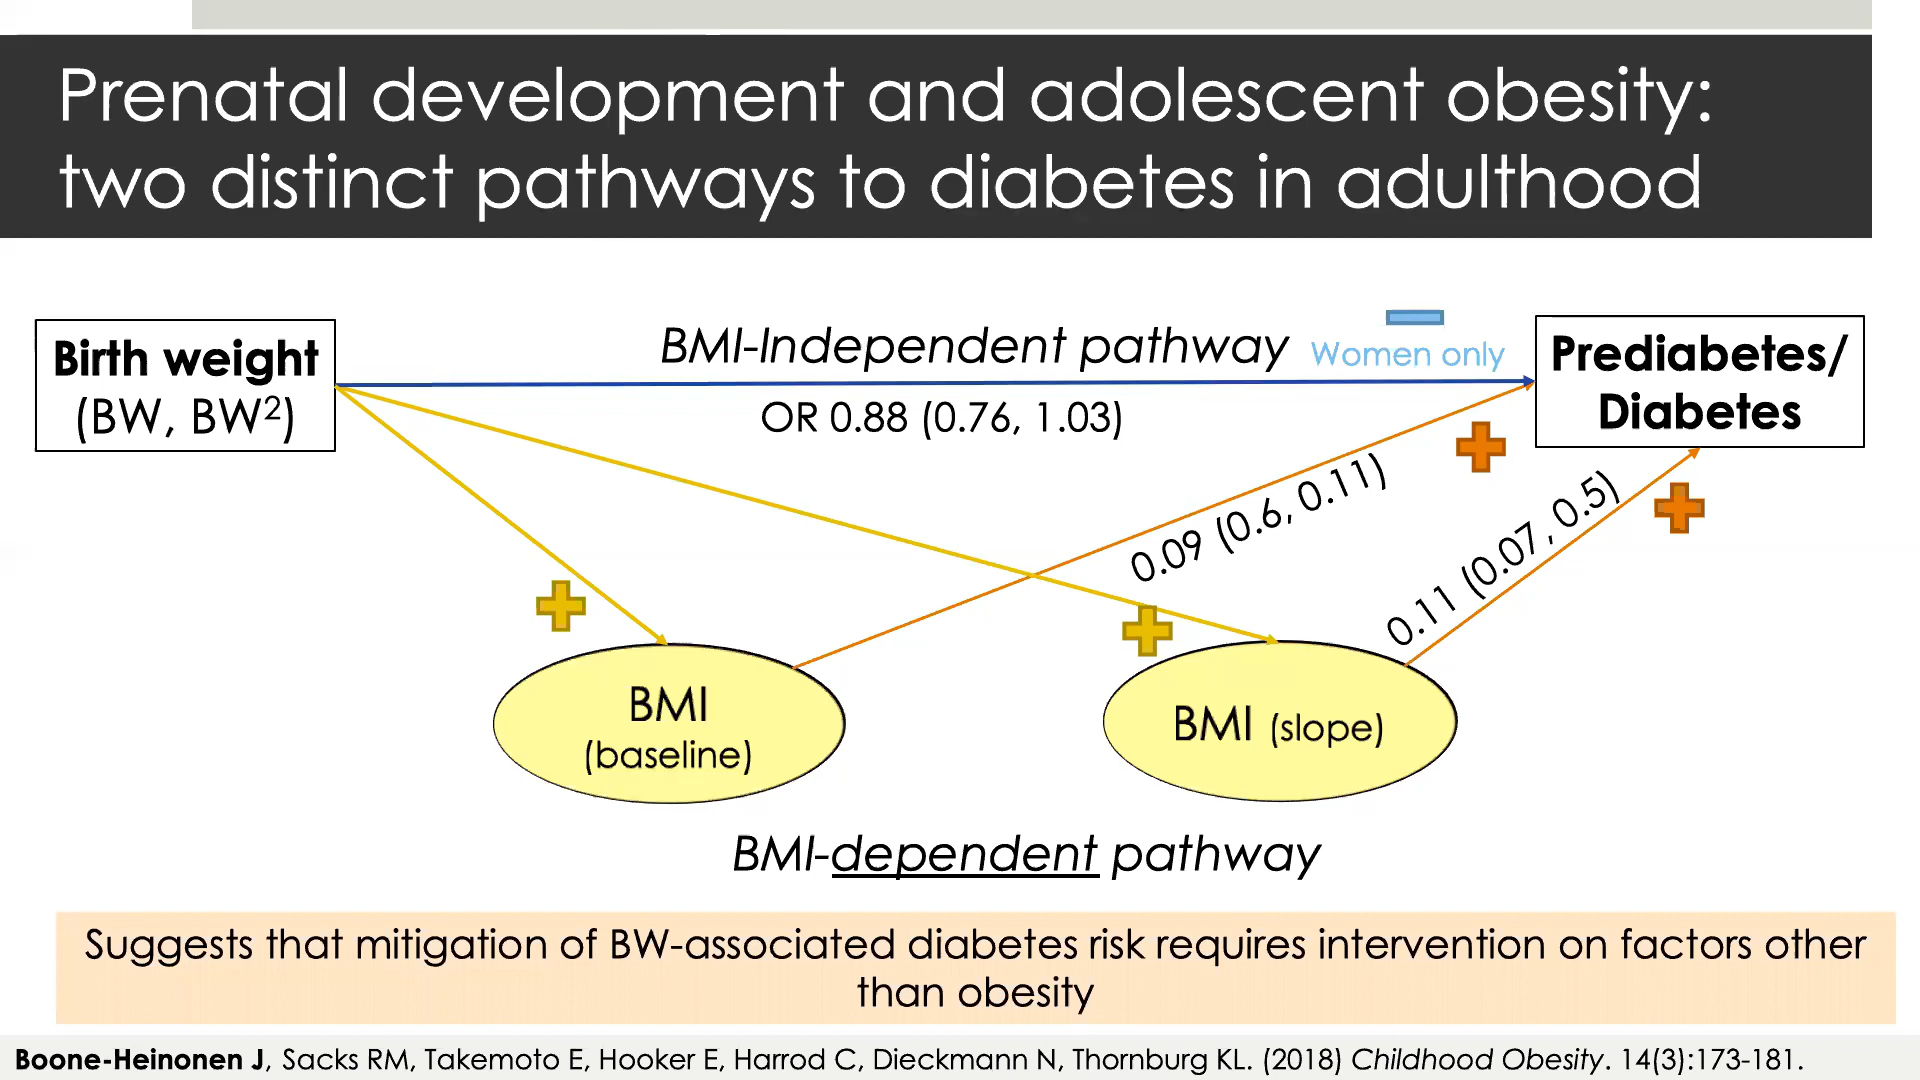 Prenatal development and adolescent obesity:
two distinct pathways to diabetes in adulthood
Birth weight
(BW, BW²)
BMI-Independent pathway
Women only
OR 0.88 (0.76, 1.03)
Prediabetes/
Diabetes
0.09 (0.6, 0.11)
0.11 (0.07, 0.5)
BMI
(baseline)
BMI (slope)
BMI-dependent pathway
Suggests that mitigation of BW-associated diabetes risk requires intervention on factors other
than obesity
Boone-Heinonen J, Sacks RM, Takemoto E, Hooker E, Harrod C, Dieckmann N, Thornburg KL. (2018) Childhood Obesity. 14(3):173-181.